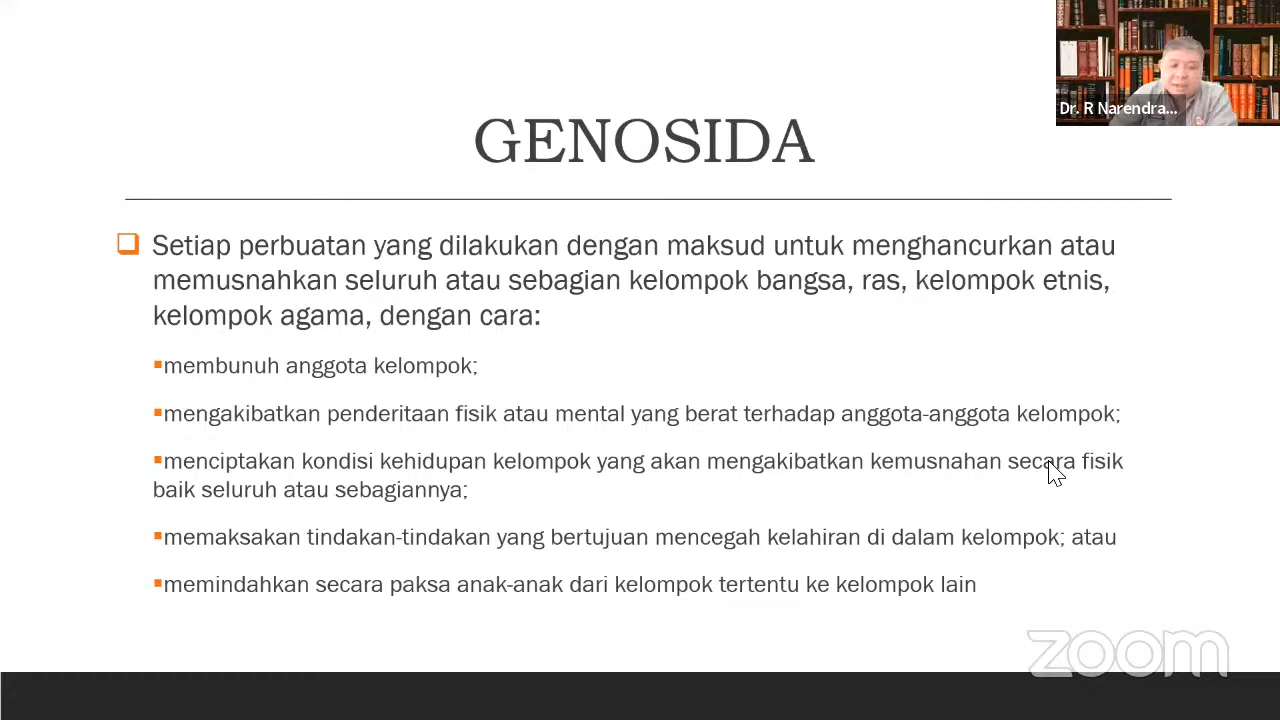 Dr. R Narendra...
GENOSIDA
Setiap perbuatan yang dilakukan dengan maksud untuk menghancurkan atau
memusnahkan seluruh atau sebagian kelompok bangsa, ras, kelompok etnis,
kelompok agama, dengan cara:
membunuh anggota kelompok;
mengakibatkan penderitaan fisik atau mental yang berat terhadap anggota-anggota kelompok;
menciptakan kondisi kehidupan kelompok yang akan mengakibatkan kemusnahan secara fisik
baik seluruh atau sebagiannya;
memaksakan tindakan-tindakan yang bertujuan mencegah kelahiran di dalam kelompok; atau
memindahkan secara paksa anak-anak dari kelompok tertentu ke kelompok lain
zoom